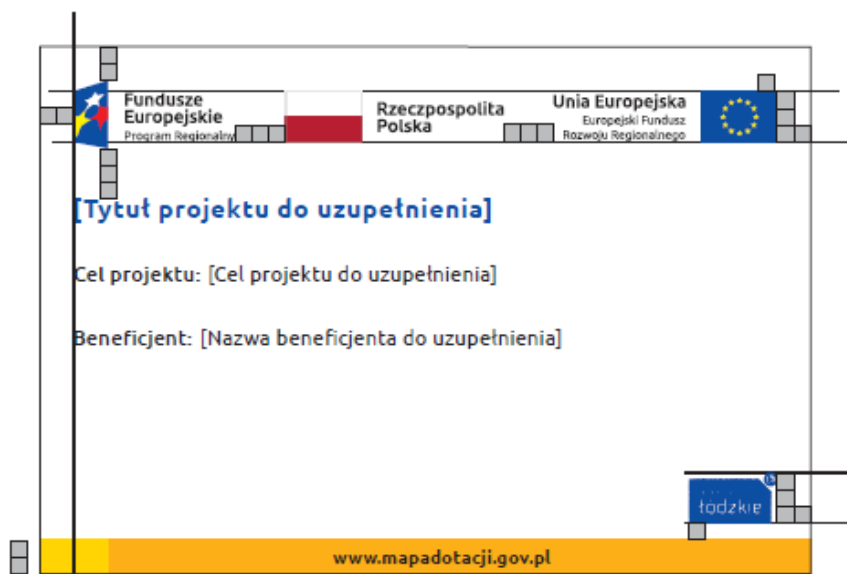 Fundusze
Europejskie
Program Regionalny
Rzeczpospolita
Polska
Unia Europejska
Europejski Fundusz
Rozwoju Regionalnego
[Tytuł projektu do uzupełnienia]
Cel projektu: [Cel projektu do uzupełnienia]
Beneficjent: [Nazwa beneficjenta do uzupełnienia]
łódzkie
www.mapadotacji.gov.pl